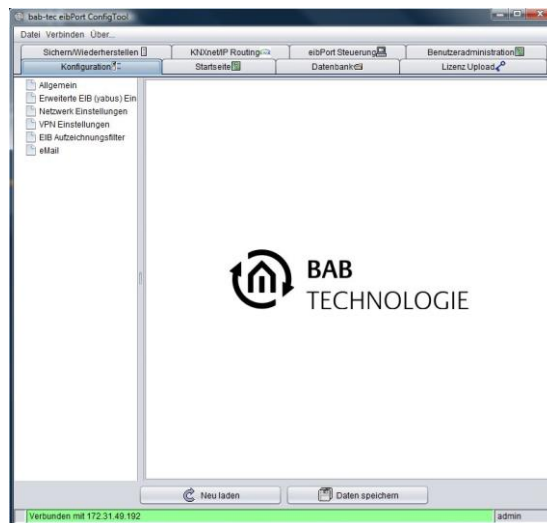 bab-tec eibPort ConfigTool
Datei Verbinden Über...
Sichern/Wiederherstellen KNXnet/IP Routing eibPort Steuerung Benutzeradministration
Konfiguration Startseite Datenbank Lizenz Upload
Allgemein
Erweiterte EIB (yabus) Ein
Netzwerk Einstellungen
VPN Einstellungen
EIB Aufzeichnungsfilter
eMail
BAB
TECHNOLOGIE
Neu laden Daten speichern
Verbunden mit 172.31.49.192 admin